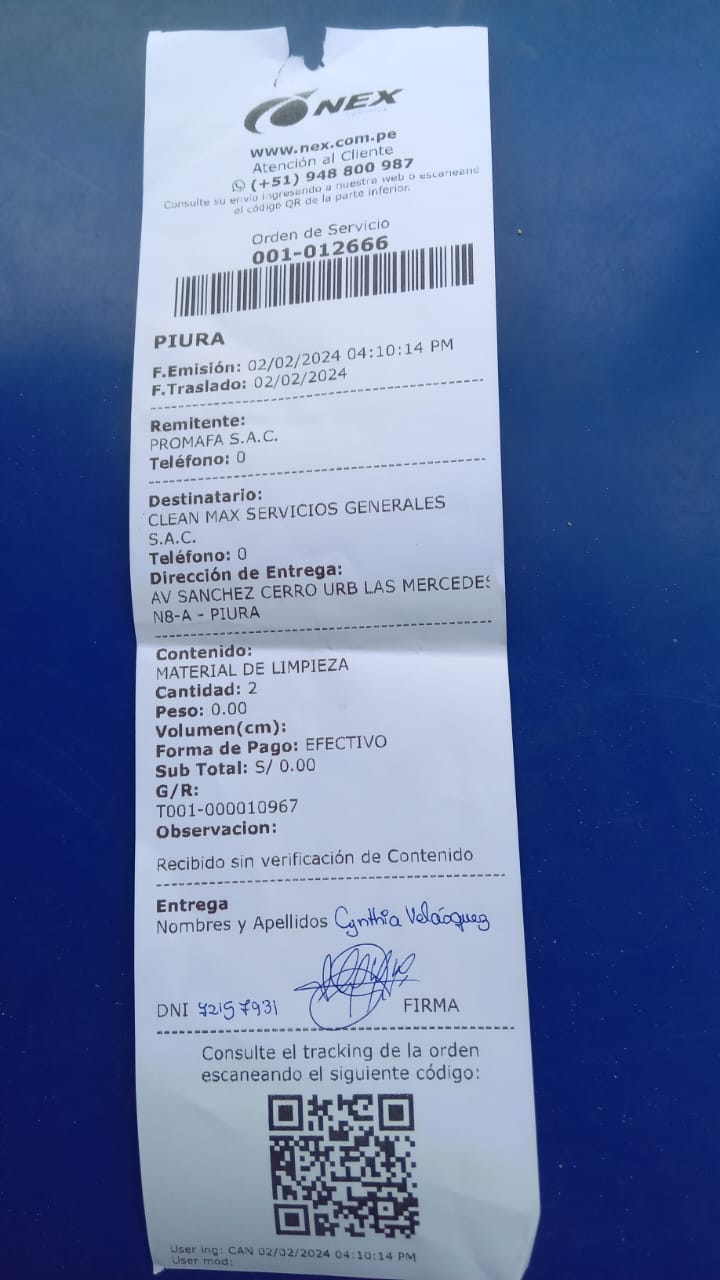 NEX
www.nex.com.pe
Atención al Cliente
(+51) 948 800 987
Consulte su envío ingresando a nuestra web o escaneand
el código QR de la parte inferior.
Orden de Servicio
001-012666
PIURA
F.Emisión: 02/02/2024 04:10:14 PM
F.Traslado: 02/02/2024
Remitente:
PROMAFA S.A.C.
Teléfono: 0
Destinatario:
CLEAN MAX SERVICIOS GENERALES
S.A.C.
Teléfono: 0
Dirección de Entrega:
AV SANCHEZ CERRO URB LAS MERCEDES
N8-A - PIURA
Contenido:
MATERIAL DE LIMPIEZA
Cantidad: 2
Peso: 0.00
Volumen(cm):
Forma de Pago: EFECTIVO
Sub Total: S/ 0.00
G/R:
T001-000010967
Observacion:
Recibido sin verificación de Contenido
Entrega
Nombres y Apellidos Cynthia Velásquez
DNI 72157931 FIRMA
Consulte el tracking de la orden
escaneando el siguiente código:
User ing: CAN 02/02/2024 04:10:14 PM
User mod: